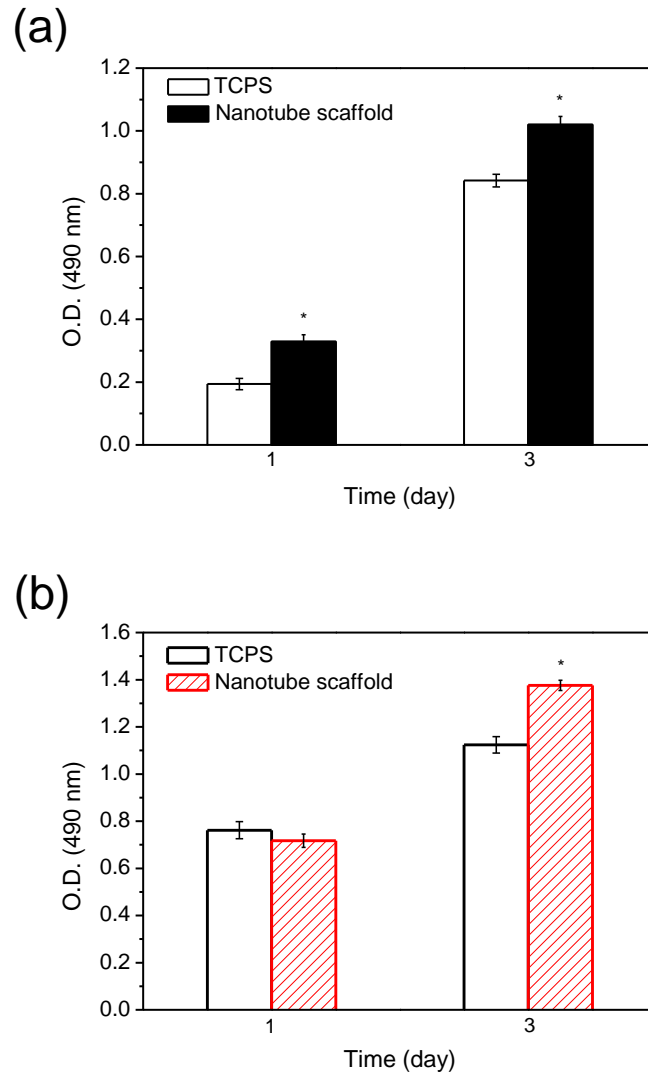 (a)
1.2
TCPS
Nanotube scaffold
*
1.0
0.8
O.D. (490 nm)
0.6
0.4
*
0.2
0.0
1
3
Time (day)
(b)
1.6
TCPS
Nanotube scaffold
*
1.4
1.2
1.0
O.D. (490 nm)
0.8
0.6
0.4
0.2
0.0
1
3
Time (day)